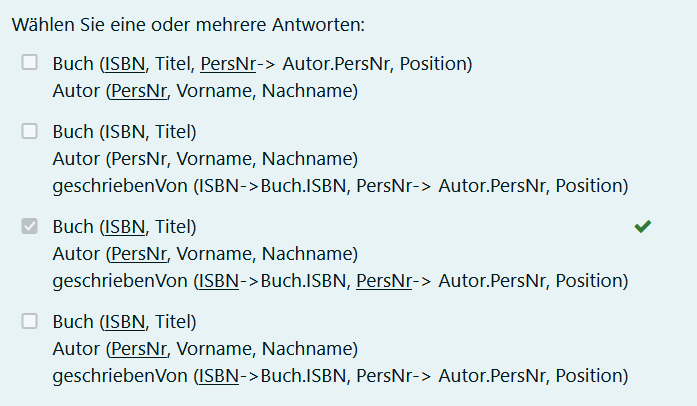 Wählen Sie eine oder mehrere Antworten:
Buch (ISBN, Titel, PersNr-> Autor.PersNr, Position)
Autor (PersNr, Vorname, Nachname)
Buch (ISBN, Titel)
Autor (PersNr, Vorname, Nachname)
geschriebenVon (ISBN->Buch.ISBN, PersNr-> Autor.PersNr, Position)
Buch (ISBN, Titel)
Autor (PersNr, Vorname, Nachname)
geschriebenVon (ISBN->Buch.ISBN, PersNr-> Autor.PersNr, Position)
Buch (ISBN, Titel)
Autor (PersNr, Vorname, Nachname)
geschriebenVon (ISBN->Buch.ISBN, PersNr-> Autor.PersNr, Position)